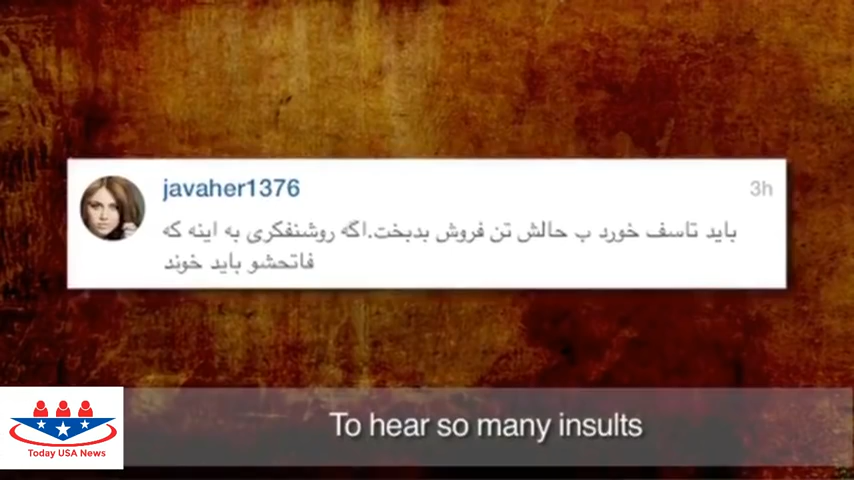 javaher1376
3h
باید تاسف خورد ب حالش تن فروش بدبخت.اگه روشنفکری به اینه که
فاتحشو باید خوند
To hear so many insults
Today USA News